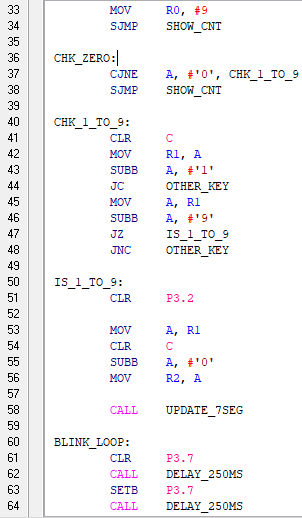 33 MOV R0, #9
34 SJMP SHOW_CNT
35
36 CHK_ZERO:
37 CJNE A, #'0', CHK_1_TO_9
38 SJMP SHOW_CNT
39
40 CHK_1_TO_9:
41 CLR C
42 MOV R1, A
43 SUBB A, #'1'
44 JC OTHER_KEY
45 MOV A, R1
46 SUBB A, #'9'
47 JZ IS_1_TO_9
48 JNC OTHER_KEY
49
50 IS_1_TO_9:
51 CLR P3.2
52
53 MOV A, R1
54 CLR C
55 SUBB A, #'0'
56 MOV R2, A
57
58 CALL UPDATE_7SEG
59
60 BLINK_LOOP:
61 CLR P3.7
62 CALL DELAY_250MS
63 SETB P3.7
64 CALL DELAY_250MS